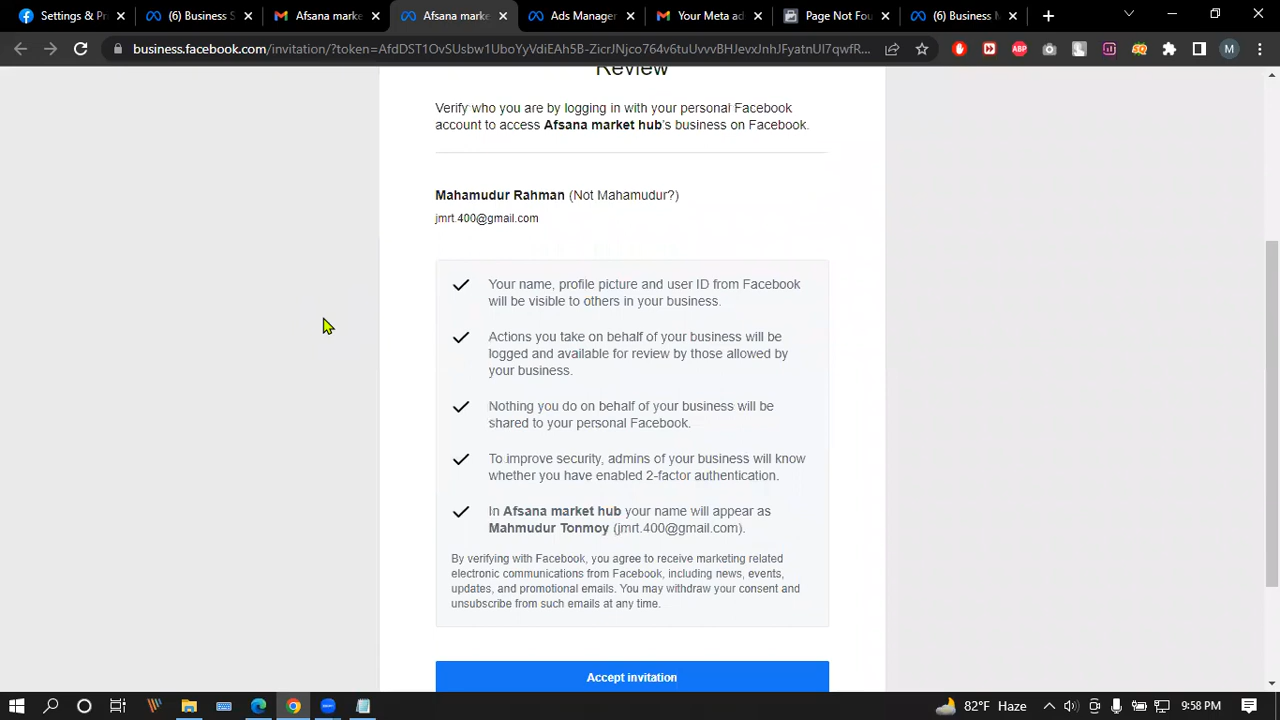 Settings & Pr
(6) Business S
Afsana marke
Afsana marke
Ads Manager
Your Meta ad
Page Not Fou
(6) Business M
business.facebook.com/invitation/?token=AfdDST1OvSUsbw1UboYyVdiEAh5B-ZicrJNjco764v6tuUvvvBHJevxJnhJFyatnUI7qwfR...
ABP
SQ
M
Review
Verify who you are by logging in with your personal Facebook
account to access Afsana market hub's business on Facebook.
Mahamudur Rahman (Not Mahamudur?)
jmrt.400@gmail.com
Your name, profile picture and user ID from Facebook
will be visible to others in your business.
Actions you take on behalf of your business will be
logged and available for review by those allowed by
your business.
Nothing you do on behalf of your business will be
shared to your personal Facebook.
To improve security, admins of your business will know
whether you have enabled 2-factor authentication.
In Afsana market hub your name will appear as
Mahmudur Tonmoy (jmrt.400@gmail.com).
By verifying with Facebook, you agree to receive marketing related
electronic communications from Facebook, including news, events,
updates, and promotional emails. You may withdraw your consent and
unsubscribe from such emails at any time.
Accept invitation
82°F Haze
9:58 PM